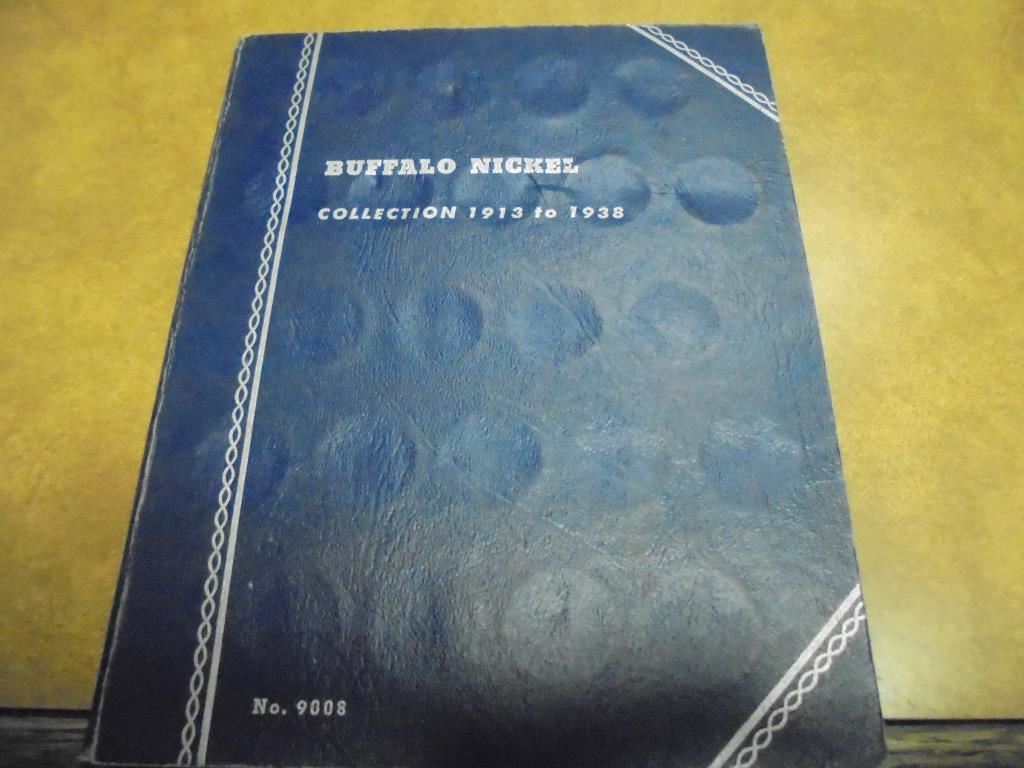 BUFFALO NICKEL
COLLECTION 1913 to 1938
No. 9008